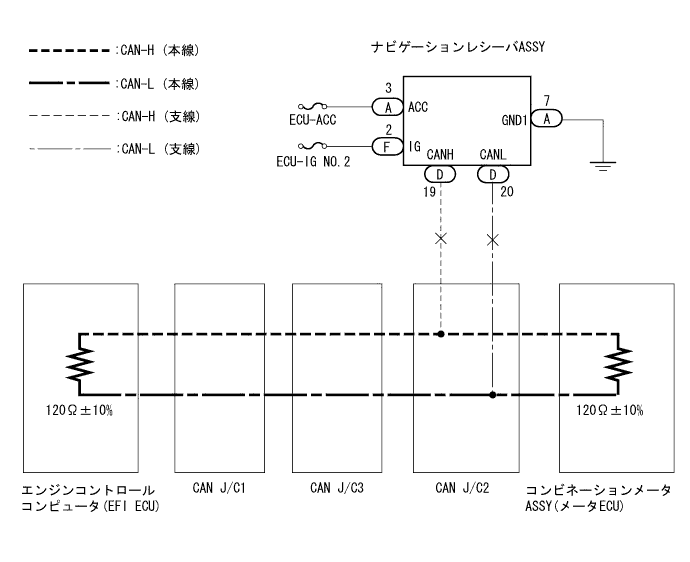 :CAN-H (本線)
:CAN-L (本線)
:CAN-H (支線)
:CAN-L (支線)
ナビゲーションレシーバASSY
3
A
ACC
ECU-ACC
2
F
IG
ECU-IG NO.2
7
GND1
A
CANH
CANL
D
D
19
20
120Ω±10%
120Ω±10%
エンジンコントロール
コンピュータ(EFI ECU)
CAN J/C1
CAN J/C3
CAN J/C2
コンビネーションメータ
ASSY(メータECU)